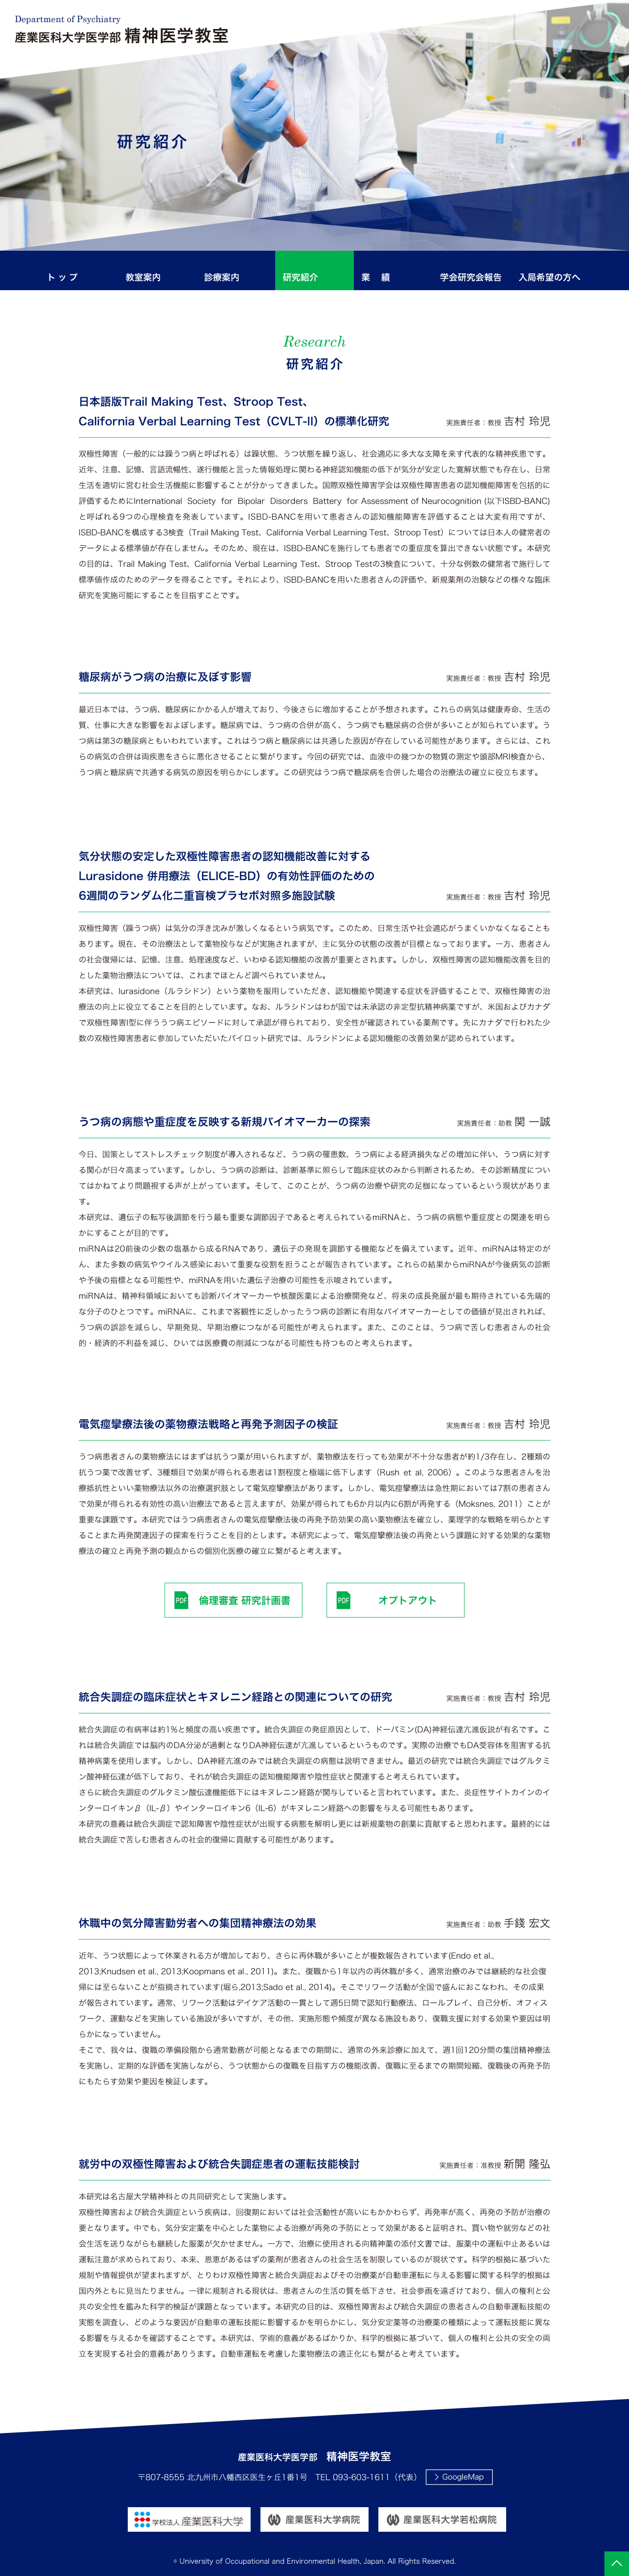 Department of Psychiatry
産業医科大学医学部 精神医学教室
研究紹介
トップ 教室案内 診療案内 研究紹介 業 績 学会研究会報告 入局希望の方へ
Research
研究紹介
日本語版Trail Making Test、Stroop Test、
California Verbal Learning Test（CVLT-II）の標準化研究 実施責任者：教授 吉村 玲児
双極性障害（一般的には躁うつ病と呼ばれる）は躁状態、うつ状態を繰り返し、社会適応に多大な支障を来す代表的な精神疾患です。
近年、注意、記憶、言語流暢性、遂行機能と言った情報処理に関わる神経認知機能の低下が気分が安定した寛解状態でも存在し、日常
生活を適切に営む社会生活機能に影響することが分かってきました。国際双極性障害学会は双極性障害患者の認知機能障害を包括的に
評価するためにInternational Society for Bipolar Disorders Battery for Assessment of Neurocognition (以下ISBD-BANC)
と呼ばれる9つの心理検査を発表しています。ISBD-BANCを用いて患者さんの認知機能障害を評価することは大変有用ですが、
ISBD-BANCを構成する3検査（Trail Making Test、California Verbal Learning Test、Stroop Test）については日本人の健常者の
データによる標準値が存在しません。そのため、現在は、ISBD-BANCを施行しても患者での重症度を算出できない状態です。本研究
の目的は、Trail Making Test、California Verbal Learning Test、Stroop Testの3検査について、十分な例数の健常者で施行して
標準値作成のためのデータを得ることです。それにより、ISBD-BANCを用いた患者さんの評価や、新規薬剤の治験などの様々な臨床
研究を実施可能にすることを目指すことです。
糖尿病がうつ病の治療に及ぼす影響 実施責任者：教授 吉村 玲児
最近日本では、うつ病、糖尿病にかかる人が増えており、今後さらに増加することが予想されます。これらの病気は健康寿命、生活の
質、仕事に大きな影響をおよぼします。糖尿病では、うつ病の合併が高く、うつ病でも糖尿病の合併が多いことが知られています。う
つ病は第3の糖尿病ともいわれています。これはうつ病と糖尿病には共通した原因が存在している可能性があります。さらには、これ
らの病気の合併は両疾患をさらに悪化させることに繋がります。今回の研究では、血液中の幾つかの物質の測定や頭部MRI検査から、
うつ病と糖尿病で共通する病気の原因を明らかにします。この研究はうつ病で糖尿病を合併した場合の治療法の確立に役立ちます。
気分状態の安定した双極性障害患者の認知機能改善に対する
Lurasidone 併用療法（ELICE-BD）の有効性評価のための
6週間のランダム化二重盲検プラセボ対照多施設試験 実施責任者：教授 吉村 玲児
双極性障害（躁うつ病）は気分の浮き沈みが激しくなるという病気です。このため、日常生活や社会適応がうまくいかなくなることも
あります。現在、その治療法として薬物投与などが実施されますが、主に気分の状態の改善が目標となっております。一方、患者さん
の社会復帰には、記憶、注意、処理速度など、いわゆる認知機能の改善が重要とされます。しかし、双極性障害の認知機能改善を目的
とした薬物治療法については、これまでほとんど調べられていません。
本研究は、lurasidone（ルラシドン）という薬物を服用していただき、認知機能や関連する症状を評価することで、双極性障害の治
療法の向上に役立てることを目的としています。なお、ルラシドンはわが国では未承認の非定型抗精神病薬ですが、米国およびカナダ
で双極性障害I型に伴ううつ病エピソードに対して承認が得られており、安全性が確認されている薬剤です。先にカナダで行われた少
数の双極性障害患者に参加していただいたパイロット研究では、ルラシドンによる認知機能の改善効果が認められています。
うつ病の病態や重症度を反映する新規バイオマーカーの探索 実施責任者：助教 関 一誠
今日、国策としてストレスチェック制度が導入されるなど、うつ病の罹患数、うつ病による経済損失などの増加に伴い、うつ病に対す
る関心が日々高まっています。しかし、うつ病の診断は、診断基準に照らして臨床症状のみから判断されるため、その診断精度につい
てはかねてより問題視する声が上がっています。そして、このことが、うつ病の治療や研究の足枷になっているという現状がありま
す。
本研究は、遺伝子の転写後調節を行う最も重要な調節因子であると考えられているmiRNAと、うつ病の病態や重症度との関連を明ら
かにすることが目的です。
miRNAは20前後の少数の塩基から成るRNAであり、遺伝子の発現を調節する機能などを備えています。近年、miRNAは特定のが
ん、また多数の病気やウイルス感染において重要な役割を担うことが報告されています。これらの結果からmiRNAが今後病気の診断
や予後の指標となる可能性や、miRNAを用いた遺伝子治療の可能性を示唆されています。
miRNAは、精神科領域においても診断バイオマーカーや核酸医薬による治療開発など、将来の成長発展が最も期待されている先端的
な分子のひとつです。miRNAに、これまで客観性に乏しかったうつ病の診断に有用なバイオマーカーとしての価値が見出されれば、
うつ病の誤診を減らし、早期発見、早期治療につながる可能性が考えられます。また、このことは、うつ病で苦しむ患者さんの社会
的・経済的不利益を減じ、ひいては医療費の削減につながる可能性も持つものと考えられます。
電気痙攣療法後の薬物療法戦略と再発予測因子の検証 実施責任者：教授 吉村 玲児
うつ病患者さんの薬物療法にはまずは抗うつ薬が用いられますが、薬物療法を行っても効果が不十分な患者が約1/3存在し、2種類の
抗うつ薬で改善せず、3種類目で効果が得られる患者は1割程度と極端に低下します（Rush et al, 2006）。このような患者さんを治
療抵抗性といい薬物療法以外の治療選択肢として電気痙攣療法があります。しかし、電気痙攣療法は急性期においては7割の患者さん
で効果が得られる有効性の高い治療法であると言えますが、効果が得られても6か月以内に6割が再発する（Moksnes, 2011）ことが
重要な課題です。本研究ではうつ病患者さんの電気痙攣療法後の再発予防効果の高い薬物療法を確立し、薬理学的な戦略を明らかとす
ることまた再発関連因子の探索を行うことを目的とします。本研究によって、電気痙攣療法後の再発という課題に対する効果的な薬物
療法の確立と再発予測の観点からの個別化医療の確立に繋がると考えます。
PDF 倫理審査 研究計画書 PDF オプトアウト
統合失調症の臨床症状とキヌレニン経路との関連についての研究 実施責任者：教授 吉村 玲児
統合失調症の有病率は約1%と頻度の高い疾患です。統合失調症の発症原因として、ドーパミン(DA)神経伝達亢進仮説が有名です。こ
れは統合失調症では脳内のDA分泌が過剰となりDA神経伝達が亢進しているというものです。実際の治療でもDA受容体を阻害する抗
精神病薬を使用します。しかし、DA神経亢進のみでは統合失調症の病態は説明できません。最近の研究では統合失調症ではグルタミ
ン酸神経伝達が低下しており、それが統合失調症の認知機能障害や陰性症状と関連すると考えられています。
さらに統合失調症のグルタミン酸伝達機能低下にはキヌレニン経路が関与していると言われています。また、炎症性サイトカインのイ
ンターロイキンβ（IL-β）やインターロイキン6（IL-6）がキヌレニン経路への影響を与える可能性もあります。
本研究の意義は統合失調症で認知障害や陰性症状が出現する病態を解明し更には新規薬物の創薬に貢献すると思われます。最終的には
統合失調症で苦しむ患者さんの社会的復帰に貢献する可能性があります。
休職中の気分障害勤労者への集団精神療法の効果 実施責任者：助教 手錢 宏文
近年、うつ状態によって休業される方が増加しており、さらに再休職が多いことが複数報告されています(Endo et al.,
2013;Knudsen et al., 2013;Koopmans et al., 2011)。また、復職から1年以内の再休職が多く、通常治療のみでは継続的な社会復
帰には至らないことが指摘されています(堀ら,2013;Sado et al., 2014)。そこでリワーク活動が全国で盛んにおこなわれ、その成果
が報告されています。通常、リワーク活動はデイケア活動の一貫として週5日間で認知行動療法、ロールプレイ、自己分析、オフィス
ワーク、運動などを実施している施設が多いですが、その他、実施形態や頻度が異なる施設もあり、復職支援に対する効果や要因は明
らかになっていません。
そこで、我々は、復職の準備段階から通常勤務が可能となるまでの期間に、通常の外来診療に加えて、週1回120分間の集団精神療法
を実施し、定期的な評価を実施しながら、うつ状態からの復職を目指す方の機能改善、復職に至るまでの期間短縮、復職後の再発予防
にもたらす効果や要因を検証します。
就労中の双極性障害および統合失調症患者の運転技能検討 実施責任者：准教授 新開 隆弘
本研究は名古屋大学精神科との共同研究として実施します。
双極性障害および統合失調症という疾病は、回復期においては社会活動性が高いにもかかわらず、再発率が高く、再発の予防が治療の
要となります。中でも、気分安定薬を中心とした薬物による治療が再発の予防にとって効果があると証明され、買い物や就労などの社
会生活を送りながらも継続した服薬が欠かせません。一方で、治療に使用される向精神薬の添付文書では、服薬中の運転中止あるいは
運転注意が求められており、本来、恩恵があるはずの薬剤が患者さんの社会生活を制限しているのが現状です。科学的根拠に基づいた
規制や情報提供が望まれますが、とりわけ双極性障害と統合失調症およびその治療薬が自動車運転に与える影響に関する科学的根拠は
国内外ともに見当たりません。一律に規制される現状は、患者さんの生活の質を低下させ、社会参画を遠ざけており、個人の権利と公
共の安全性を鑑みた科学的検証が課題となっています。本研究の目的は、双極性障害および統合失調症の患者さんの自動車運転技能の
実態を調査し、どのような要因が自動車の運転技能に影響するかを明らかにし、気分安定薬等の治療薬の種類によって運転技能に異な
る影響を与えるかを確認することです。本研究は、学術的意義があるばかりか、科学的根拠に基づいて、個人の権利と公共の安全の両
立を実現する社会的意義がありうます。自動車運転を考慮した薬物療法の適正化にも繋がると考えています。
産業医科大学医学部 精神医学教室
〒807-8555 北九州市八幡西区医生ヶ丘1番1号 TEL 093-603-1611（代表） > GoogleMap
学校法人 産業医科大学 産業医科大学病院 産業医科大学若松病院
© University of Occupational and Environmental Health, Japan. All Rights Reserved.